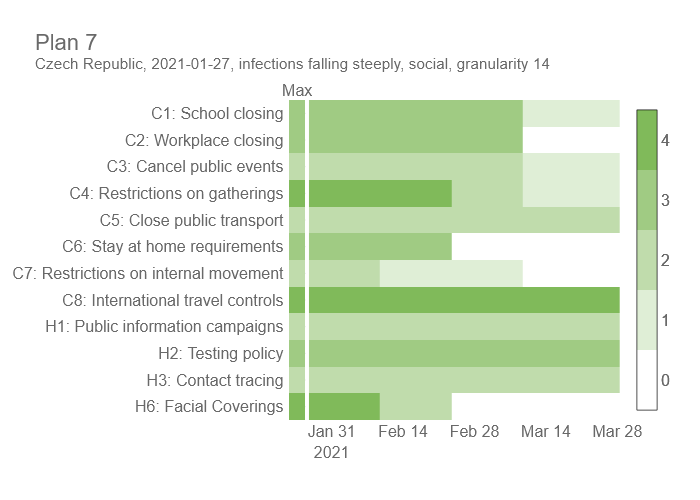 Plan 7
Czech Republic, 2021-01-27, infections falling steeply, social, granularity 14
Max
C1: School closing
C2: Workplace closing
C3: Cancel public events
C4: Restrictions on gatherings
C5: Close public transport
C6: Stay at home requirements
C7: Restrictions on internal movement
C8: International travel controls
H1: Public information campaigns
H2: Testing policy
H3: Contact tracing
H6: Facial Coverings
Jan 31 Feb 14 Feb 28 Mar 14 Mar 28
2021
4
3
2
1
0